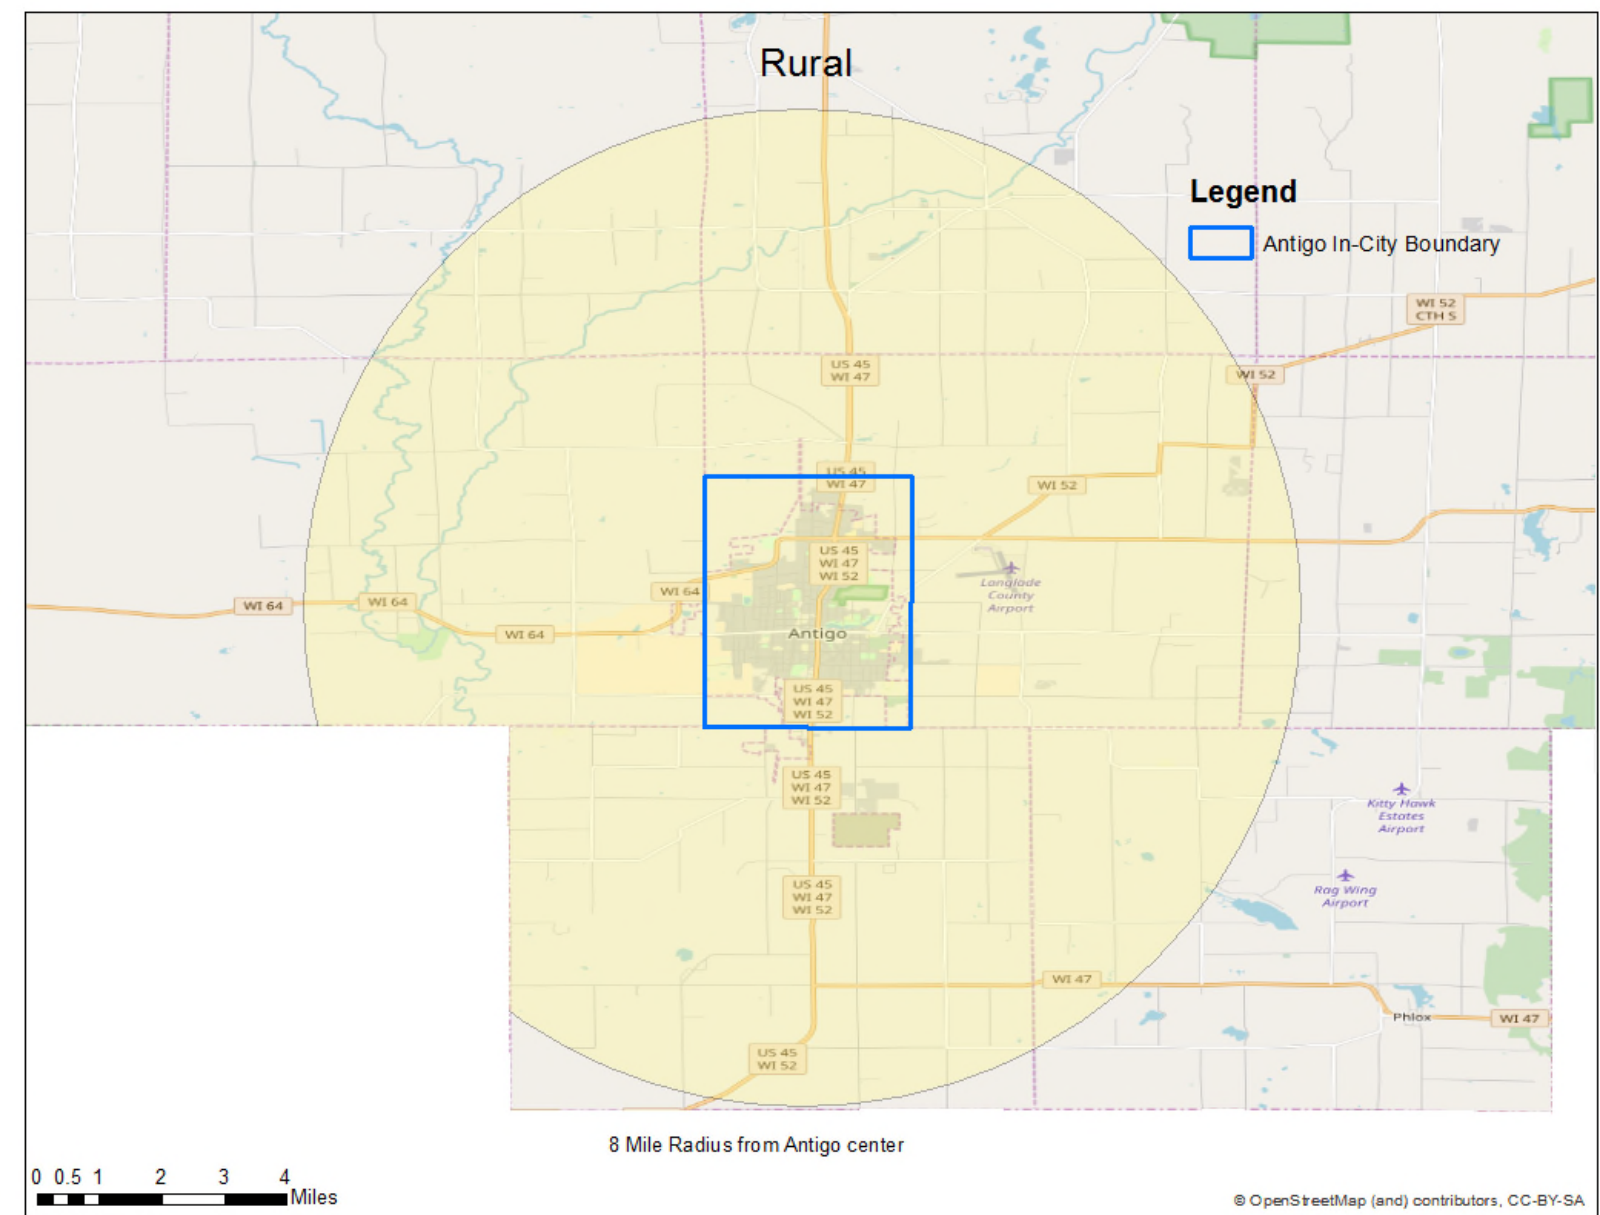 Rural
Legend
Antigo In-City Boundary
WI 52
CTH S
US 45
WI 47
WI 52
US 45
WI 47
WI 52
US 45
WI 47
WI 52
Langlade
County
Airport
WI 64
WI 64
WI 64
WI 64
Antigo
US 45
WI 47
WI 52
US 45
WI 47
WI 52
Kitty Hawk
Estates
Airport
US 45
WI 47
WI 52
Rag Wing
Airport
WI 47
Phlox
WI 47
US 45
WI 52
8 Mile Radius from Antigo center
0 0.5 1 2 3 4
Miles
© OpenStreetMap (and) contributors, CC-BY-SA